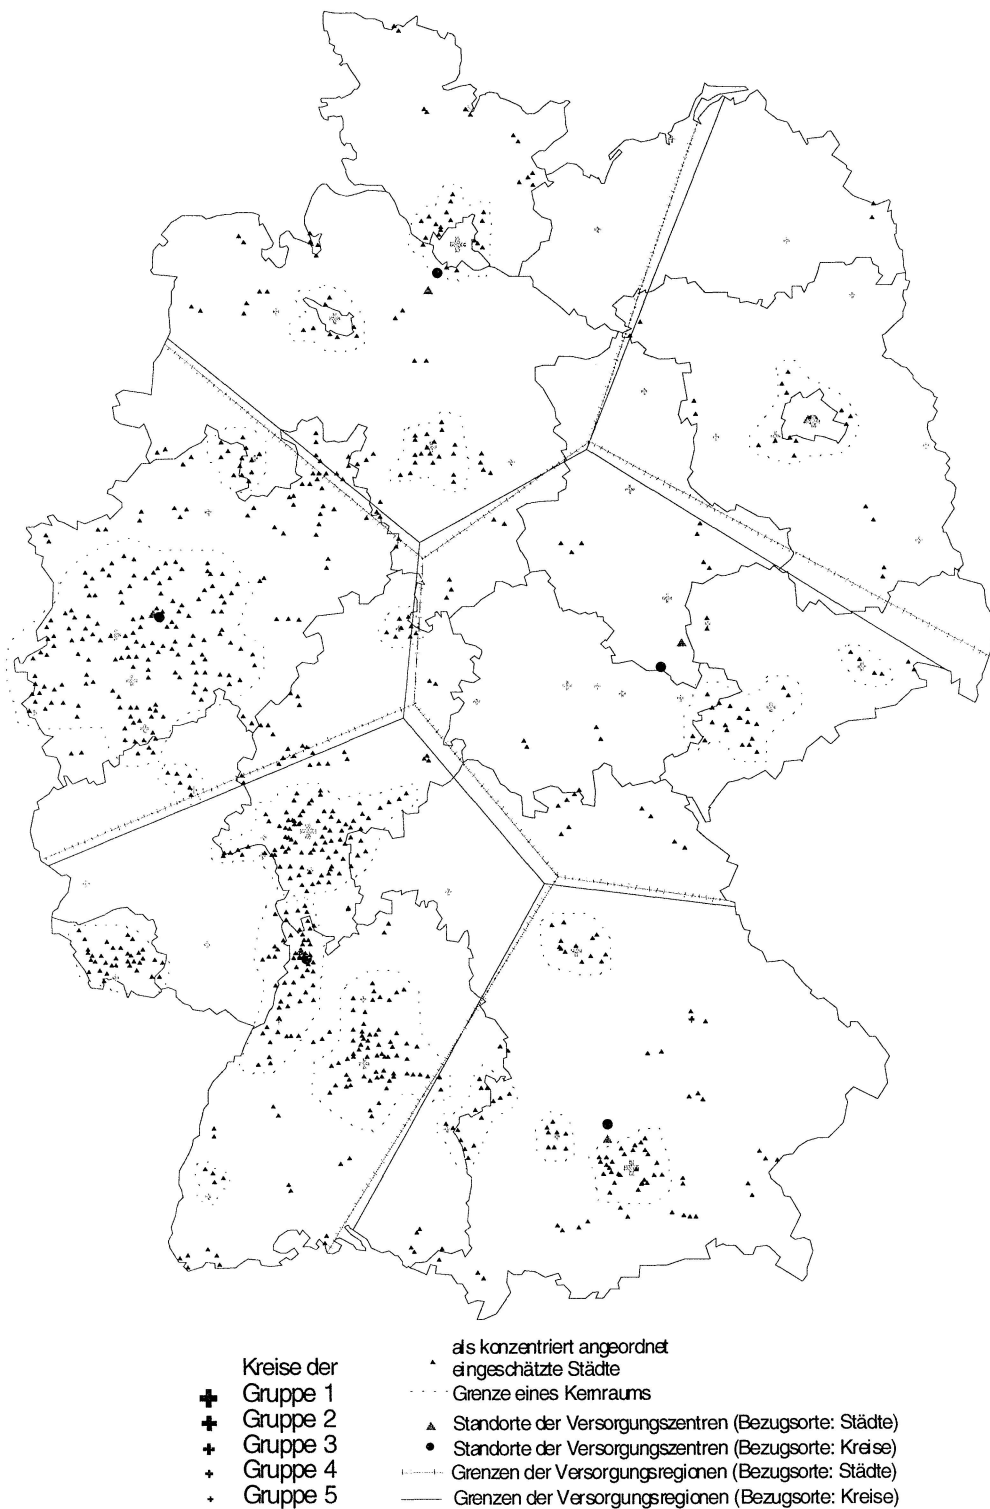 Kreise der
Gruppe 1
Gruppe 2
Gruppe 3
Gruppe 4
Gruppe 5
als konzentriert angeordnet
eingeschätzte Städte
Grenze eines Kernraums
Standorte der Versorgungszentren (Bezugsorte: Städte)
Standorte der Versorgungszentren (Bezugsorte: Kreise)
Grenzen der Versorgungsregionen (Bezugsorte: Städte)
Grenzen der Versorgungsregionen (Bezugsorte: Kreise)